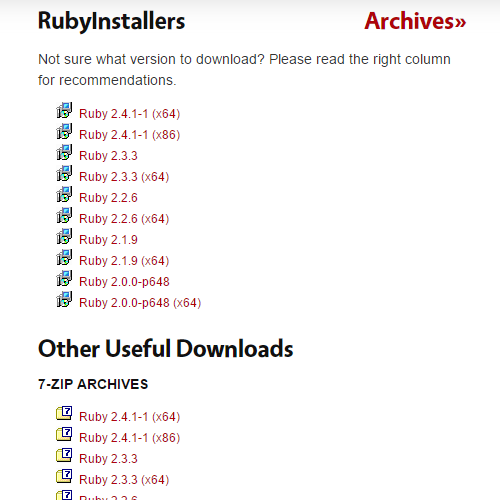 RubyInstallers
Archives»
Not sure what version to download? Please read the right column
for recommendations.
Ruby 2.4.1-1 (x64)
Ruby 2.4.1-1 (x86)
Ruby 2.3.3
Ruby 2.3.3 (x64)
Ruby 2.2.6
Ruby 2.2.6 (x64)
Ruby 2.1.9
Ruby 2.1.9 (x64)
Ruby 2.0.0-p648
Ruby 2.0.0-p648 (x64)
Other Useful Downloads
7-ZIP ARCHIVES
Ruby 2.4.1-1 (x64)
Ruby 2.4.1-1 (x86)
Ruby 2.3.3
Ruby 2.3.3 (x64)
Ruby 2.2.6